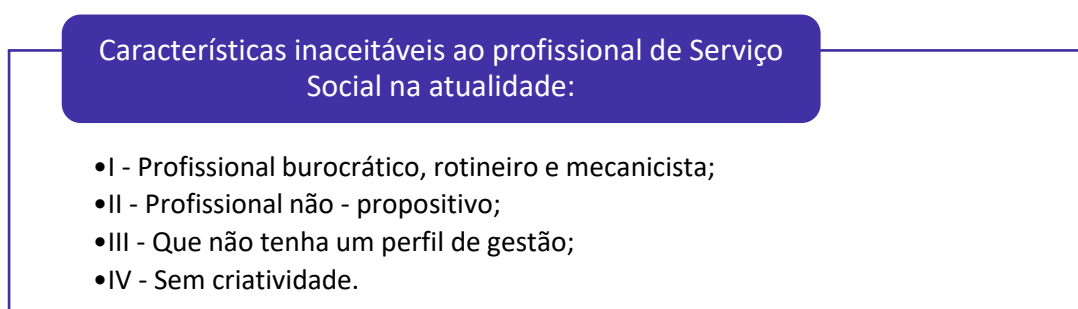 Características inaceitáveis ao profissional de Serviço
Social na atualidade:
•I - Profissional burocrático, rotineiro e mecanicista;
•II - Profissional não - propositivo;
•III - Que não tenha um perfil de gestão;
•IV - Sem criatividade.